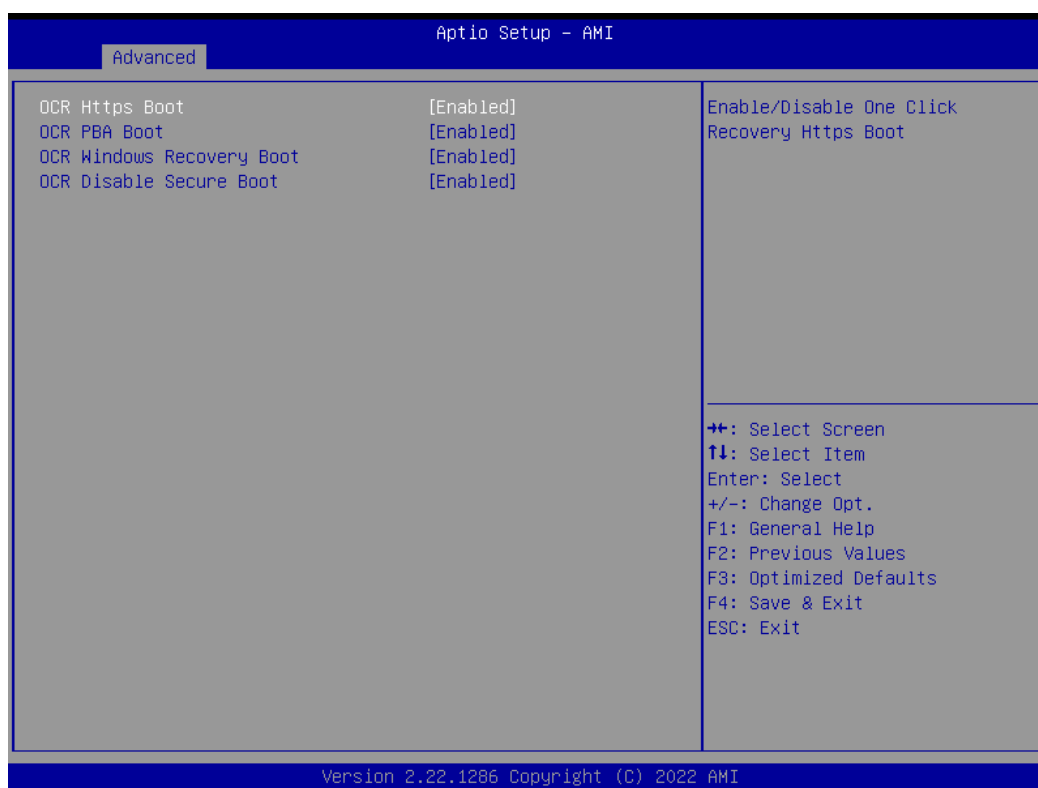 Aptio Setup - AMI
Advanced
OCR Https Boot [Enabled]
OCR PBA Boot [Enabled]
OCR Windows Recovery Boot [Enabled]
OCR Disable Secure Boot [Enabled]
Enable/Disable One Click
Recovery Https Boot
→←: Select Screen
↑↓: Select Item
Enter: Select
+/-: Change Opt.
F1: General Help
F2: Previous Values
F3: Optimized Defaults
F4: Save & Exit
ESC: Exit
Version 2.22.1286 Copyright (C) 2022 AMI